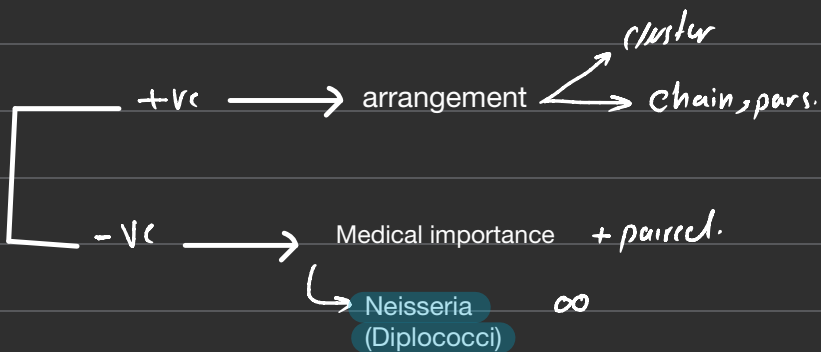 cluster
+ve arrangement chain, pairs.
-ve Medical importance + paired.
Neisseria
(Diplococci)